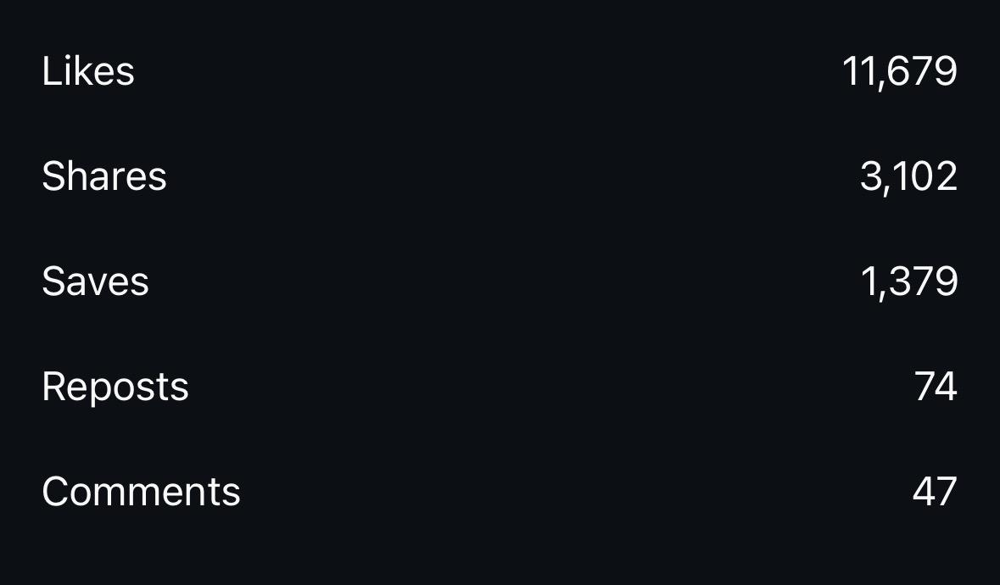 Likes 11,679
Shares 3,102
Saves 1,379
Reposts 74
Comments 47